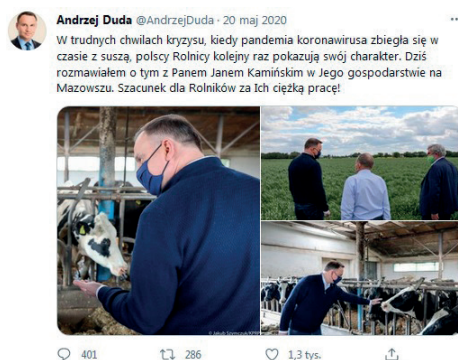 Andrzej Duda @AndrzejDuda · 20 maj 2020
W trudnych chwilach kryzysu, kiedy pandemia koronawirusa zbiegła się w
czasie z suszą, polscy Rolnicy kolejny raz pokazują swój charakter. Dziś
rozmawiałem o tym z Panem Janem Kamińskim w Jego gospodarstwie na
Mazowszu. Szacunek dla Rolników za Ich ciężką pracę!
401 286 1,3 tys.